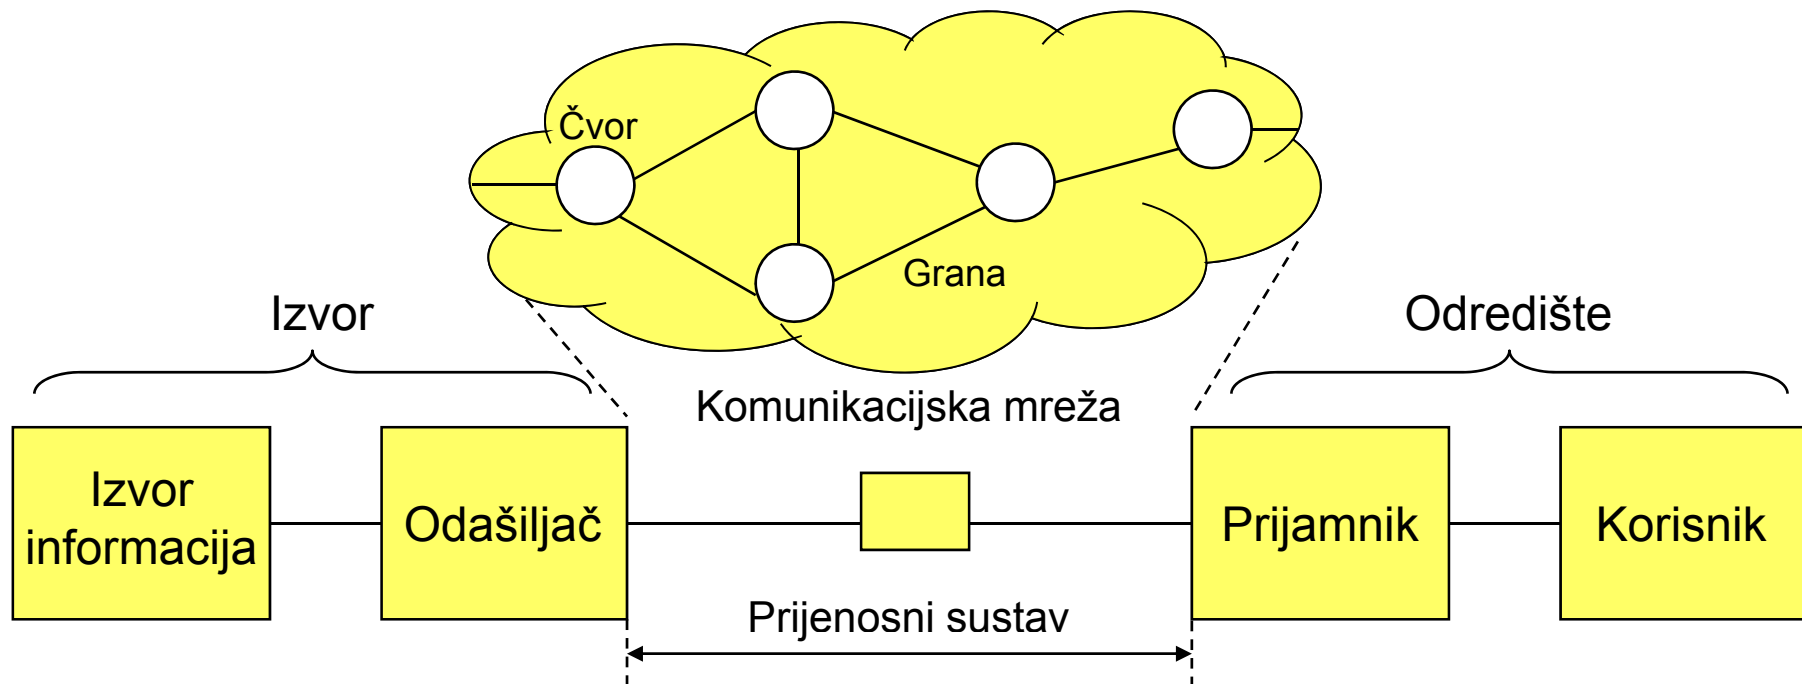 Čvor
Grana
Izvor
Odredište
Komunikacijska mreža
Izvor
informacija
Odašiljač
Prijamnik
Korisnik
Prijenosni sustav